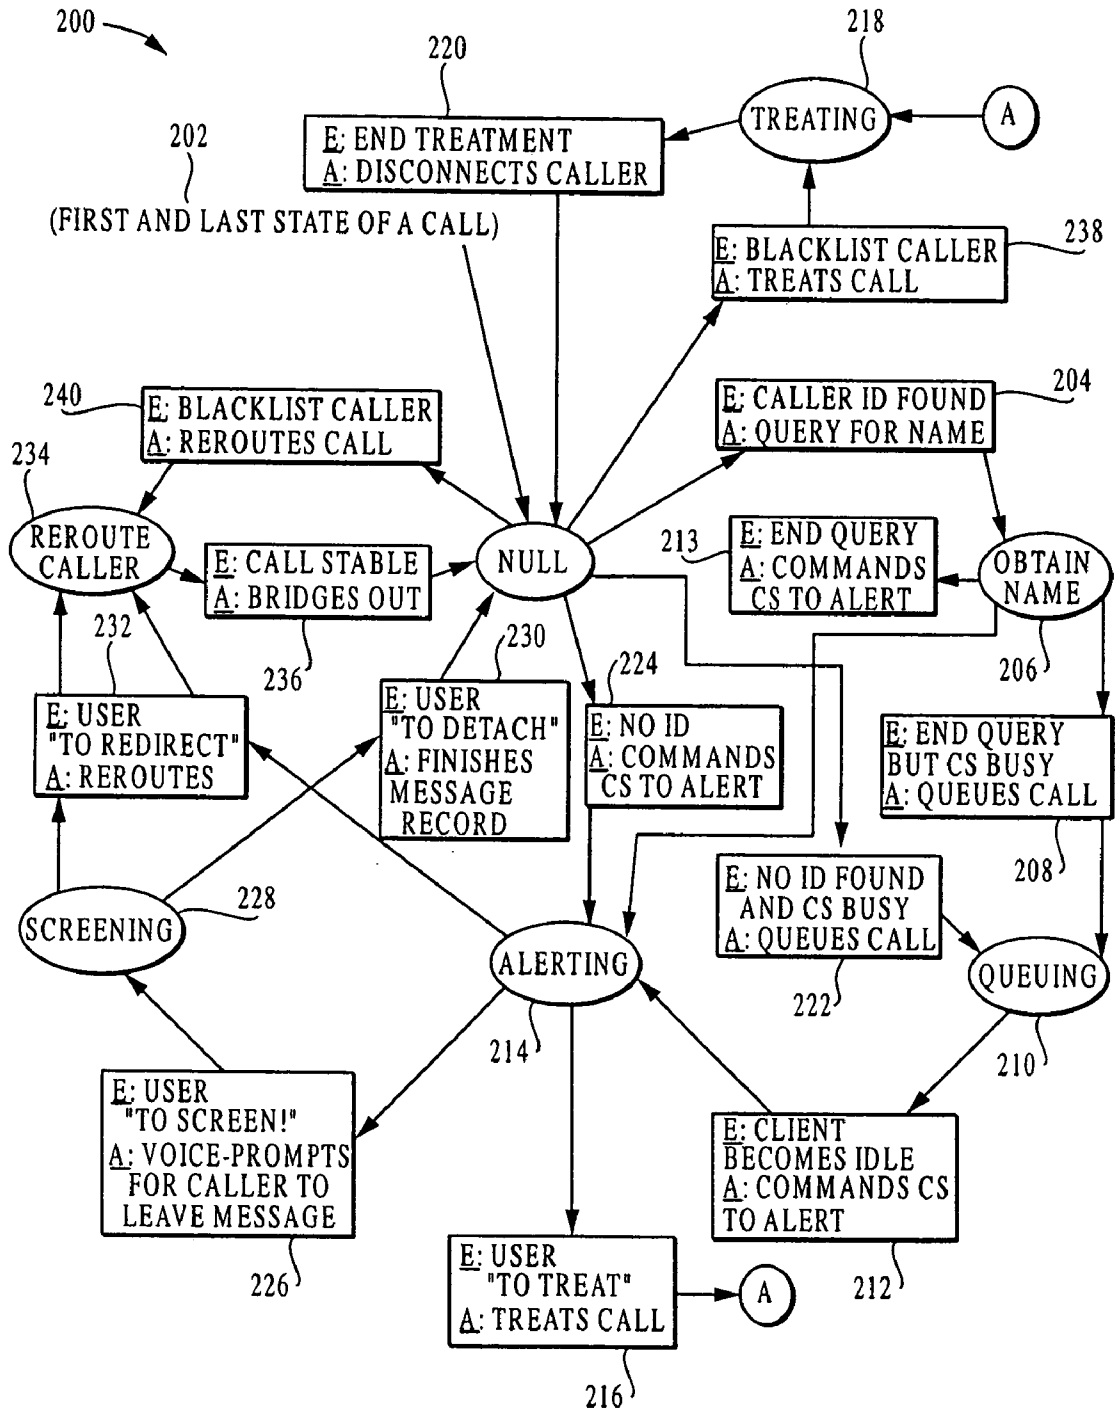 200
220
218
TREATING
A
E: END TREATMENT
A: DISCONNECTS CALLER
202
(FIRST AND LAST STATE OF A CALL)
238
E: BLACKLIST CALLER
A: TREATS CALL
240
E: BLACKLIST CALLER
A: REROUTES CALL
204
E: CALLER ID FOUND
A: QUERY FOR NAME
234
REROUTE
CALLER
E: CALL STABLE
A: BRIDGES OUT
236
NULL
213
E: END QUERY
A: COMMANDS
CS TO ALERT
OBTAIN
NAME
206
232
E: USER
"TO REDIRECT"
A: REROUTES
230
E: USER
"TO DETACH"
A: FINISHES
MESSAGE
RECORD
224
E: NO ID
A: COMMANDS
CS TO ALERT
E: END QUERY
BUT CS BUSY
A: QUEUES CALL
208
E: NO ID FOUND
AND CS BUSY
A: QUEUES CALL
222
SCREENING
228
ALERTING
214
QUEUING
210
E: USER
"TO SCREEN!"
A: VOICE-PROMPTS
FOR CALLER TO
LEAVE MESSAGE
226
E: CLIENT
BECOMES IDLE
A: COMMANDS CS
TO ALERT
212
E: USER
"TO TREAT"
A: TREATS CALL
216
A